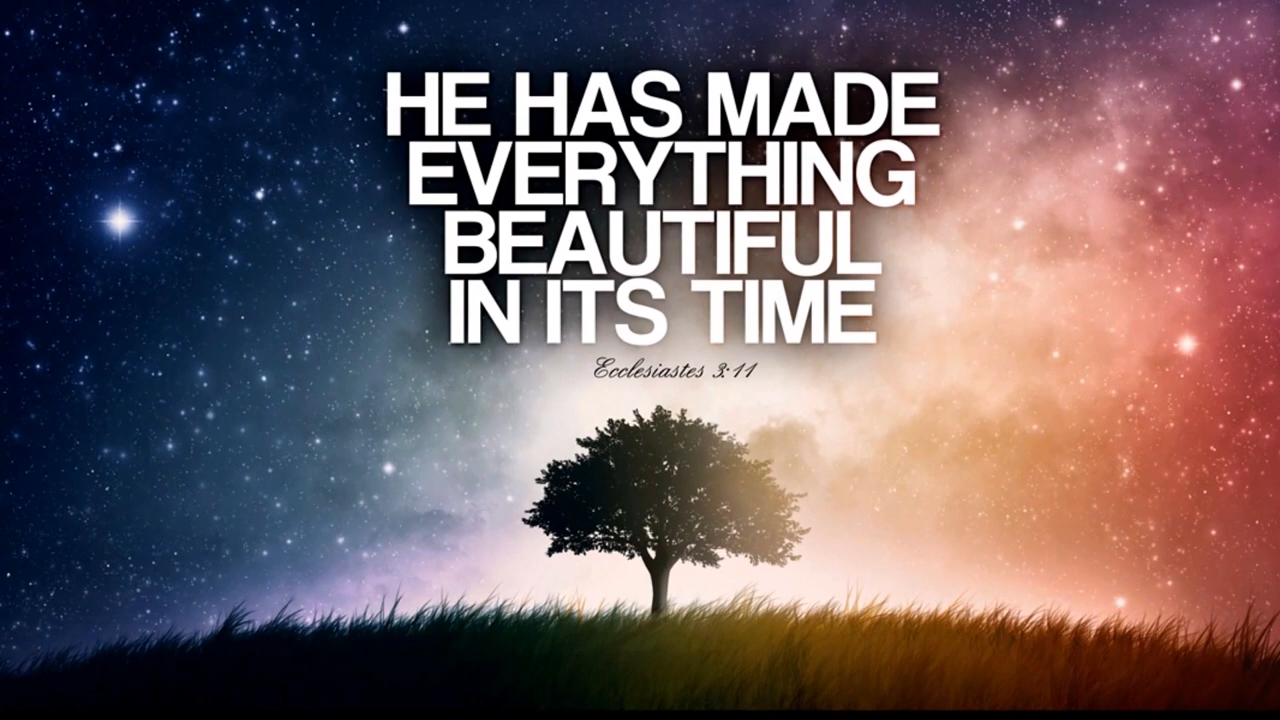 HE HAS MADE
EVERYTHING
BEAUTIFUL
IN ITS TIME
Ecclesiastes 3:11